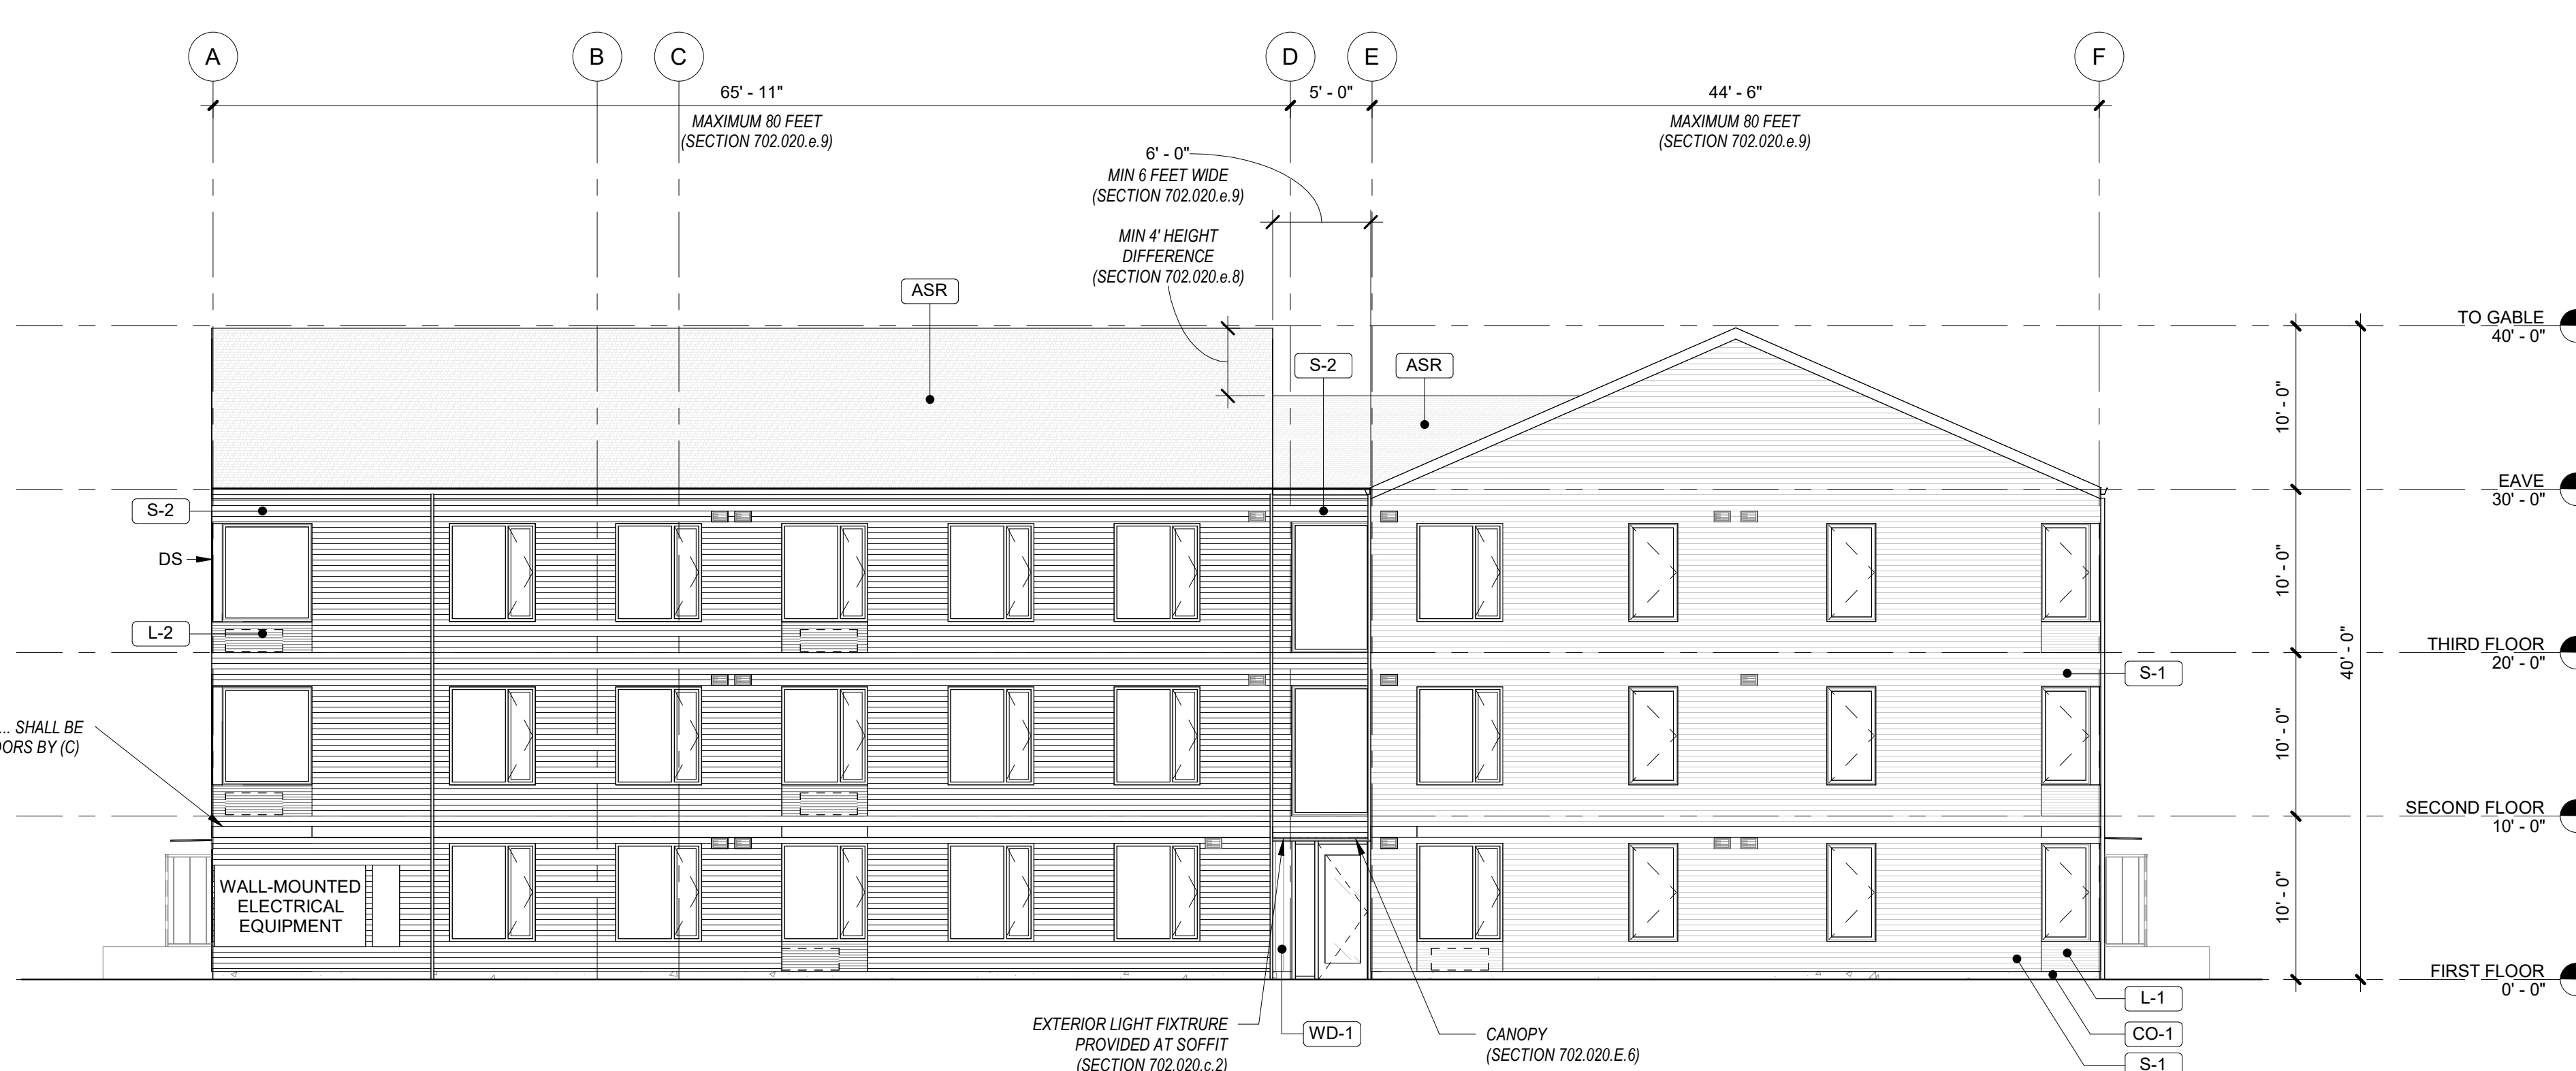 A
B
C
D
E
F
65' - 11"
5' - 0"
44' - 6"
MAXIMUM 80 FEET
(SECTION 702.020.e.9)
MAXIMUM 80 FEET
(SECTION 702.020.e.9)
6' - 0"
MIN 6 FEET WIDE
(SECTION 702.020.e.9)
MIN 4' HEIGHT
DIFFERENCE
(SECTION 702.020.e.8)
ASR
S-2
ASR
TO GABLE
40' - 0"
10' - 0"
EAVE
30' - 0"
S-2
DS
10' - 0"
L-2
THIRD FLOOR
20' - 0"
40' - 0"
S-1
... SHALL BE
ORS BY (C)
10' - 0"
SECOND FLOOR
10' - 0"
WALL-MOUNTED
ELECTRICAL
EQUIPMENT
10' - 0"
FIRST FLOOR
0' - 0"
L-1
EXTERIOR LIGHT FIXTRURE
PROVIDED AT SOFFIT
(SECTION 702.020.c.2)
WD-1
CANOPY
(SECTION 702.020.E.6)
CO-1
S-1